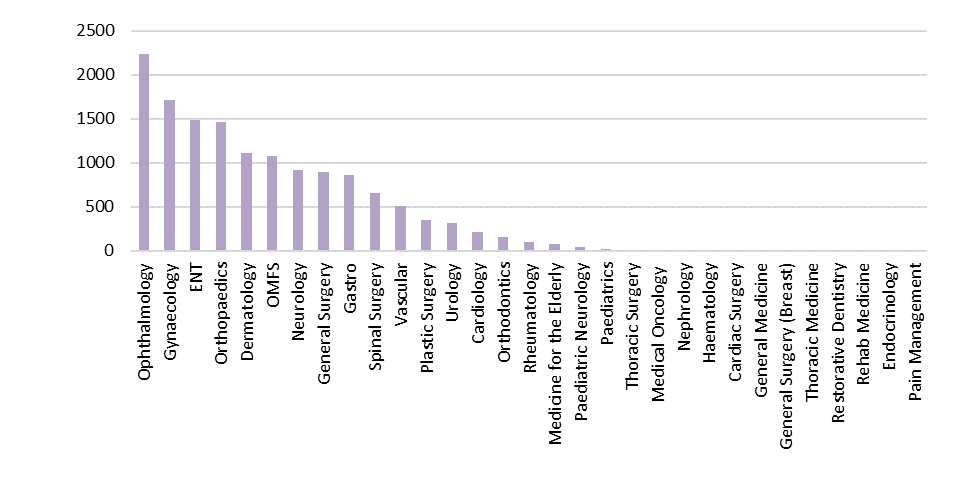 2500
2000
1500
1000
500
0
Ophthalmology
Gynaecology
ENT
Orthopaedics
Dermatology
OMFS
Neurology
General Surgery
Gastro
Spinal Surgery
Vascular
Plastic Surgery
Urology
Cardiology
Orthodontics
Rheumatology
Medicine for the Elderly
Paediatric Neurology
Paediatrics
Thoracic Surgery
Medical Oncology
Nephrology
Haematology
Cardiac Surgery
General Medicine
General Surgery (Breast)
Thoracic Medicine
Restorative Dentistry
Rehab Medicine
Endocrinology
Pain Management